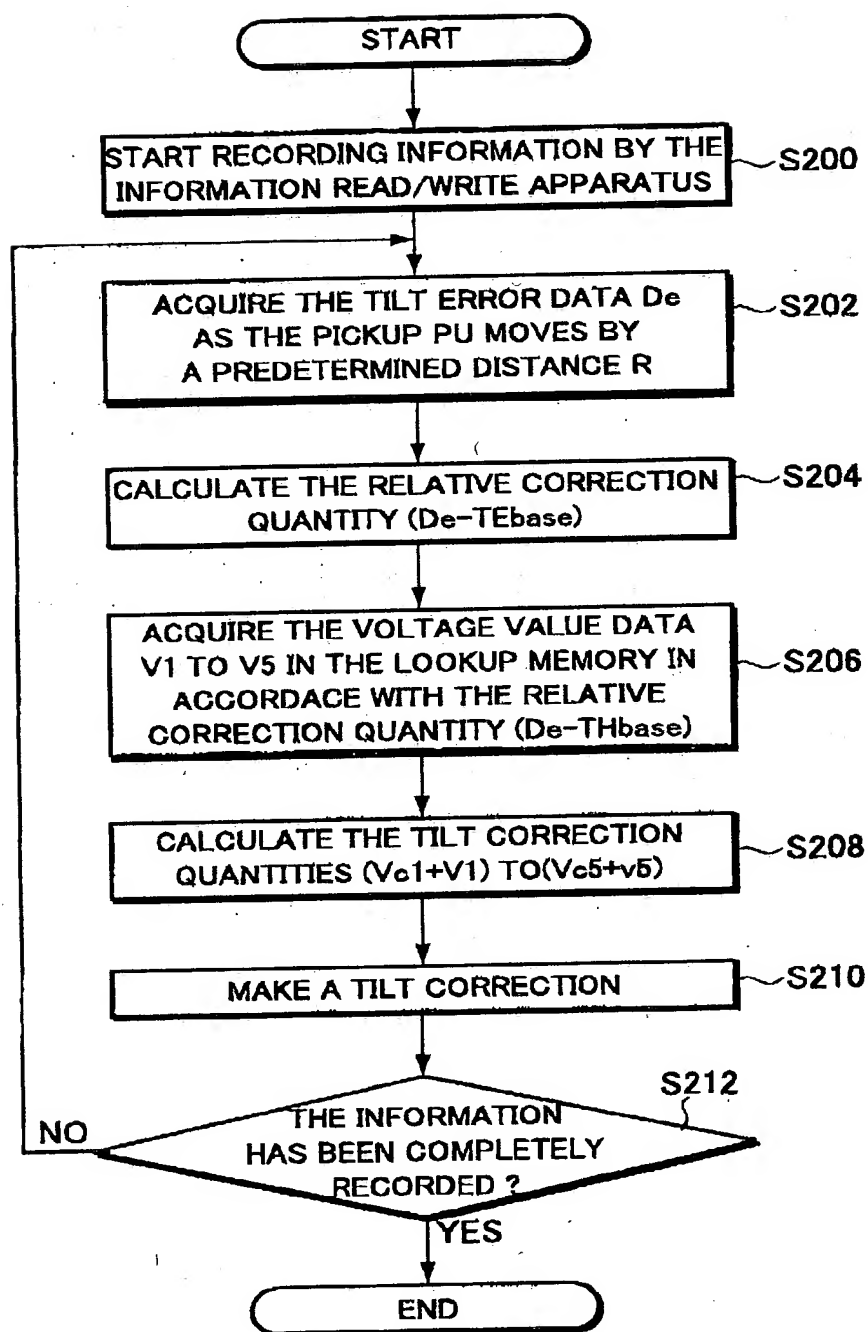 START
START RECORDING INFORMATION BY THE
INFORMATION READ/WRITE APPARATUS
S200
ACQUIRE THE TILT ERROR DATA De
AS THE PICKUP PU MOVES BY
A PREDETERMINED DISTANCE R
S202
CALCULATE THE RELATIVE CORRECTION
QUANTITY (De-TEbase)
S204
ACQUIRE THE VOLTAGE VALUE DATA
V1 TO V5 IN THE LOOKUP MEMORY IN
ACCORDACE WITH THE RELATIVE
CORRECTION QUANTITY (De-THbase)
S206
CALCULATE THE TILT CORRECTION
QUANTITIES (Vc1+V1) TO(Vc5+v5)
S208
MAKE A TILT CORRECTION
S210
THE INFORMATION
HAS BEEN COMPLETELY
RECORDED ?
S212
NO
YES
END